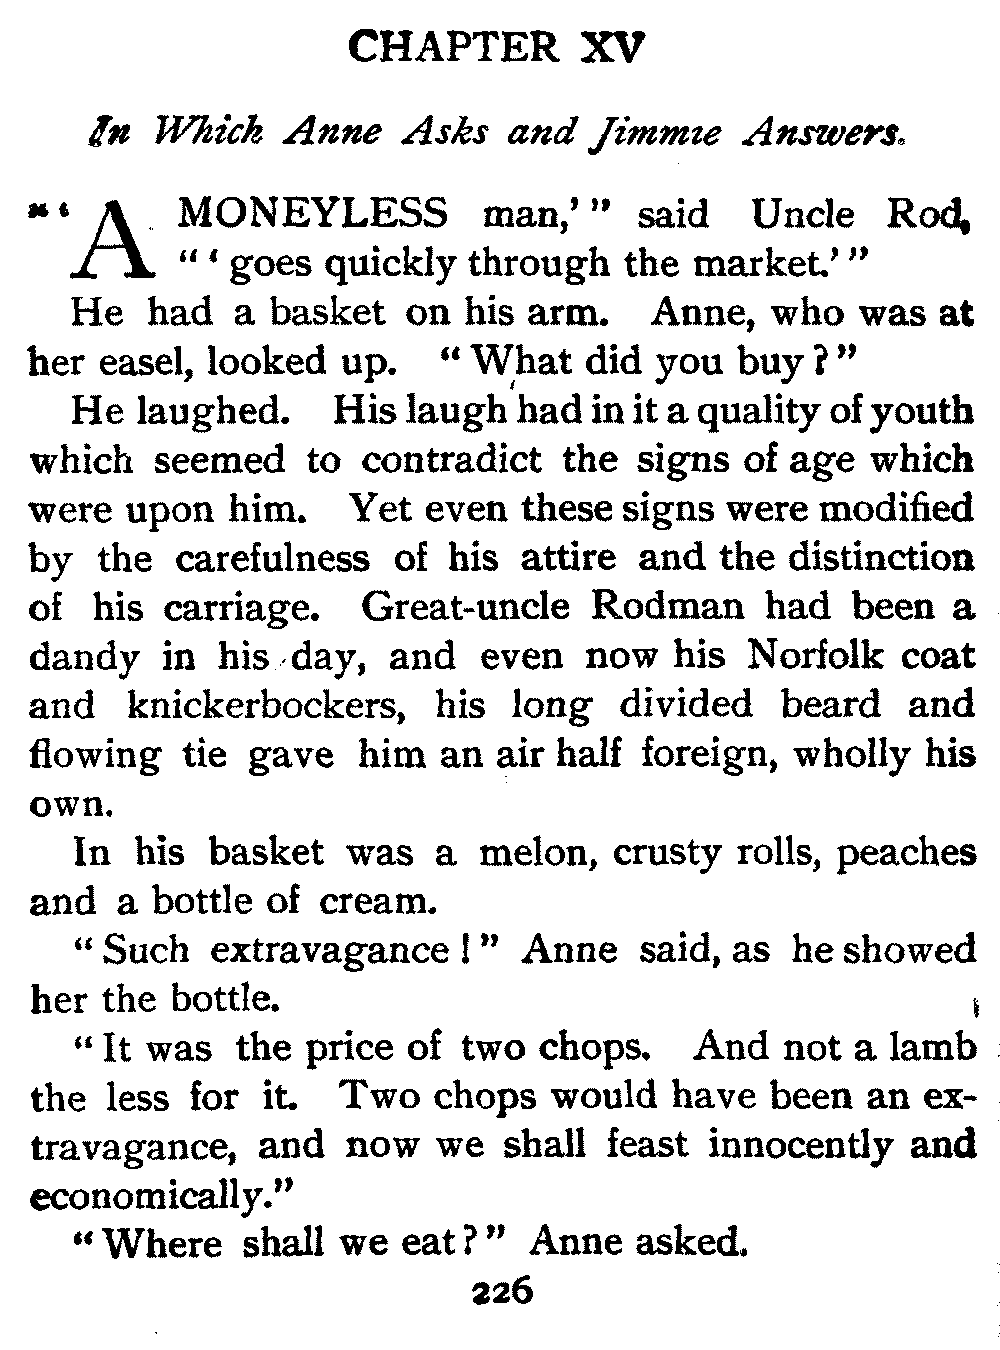 CHAPTER XV
In Which Anne Asks and Jimmie Answers.
"'A MONEYLESS man,'" said Uncle Rod,
"'goes quickly through the market.'"
He had a basket on his arm. Anne, who was at
her easel, looked up. "What did you buy?"
He laughed. His laugh had in it a quality of youth
which seemed to contradict the signs of age which
were upon him. Yet even these signs were modified
by the carefulness of his attire and the distinction
of his carriage. Great-uncle Rodman had been a
dandy in his day, and even now his Norfolk coat
and knickerbockers, his long divided beard and
flowing tie gave him an air half foreign, wholly his
own.
In his basket was a melon, crusty rolls, peaches
and a bottle of cream.
"Such extravagance!" Anne said, as he showed
her the bottle.
"It was the price of two chops. And not a lamb
the less for it. Two chops would have been an ex-
travagance, and now we shall feast innocently and
economically."
"Where shall we eat?" Anne asked.
226